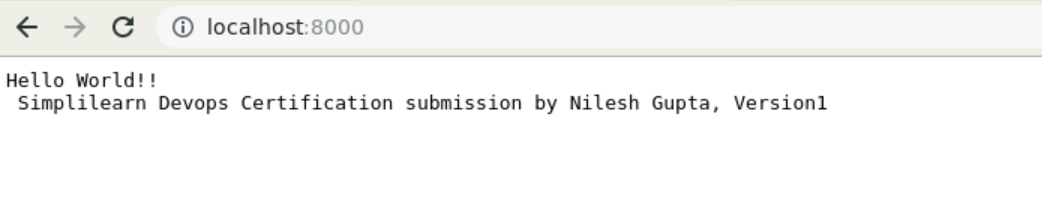 localhost:8000
Hello World!!
Simplilearn Devops Certification submission by Nilesh Gupta, Version1